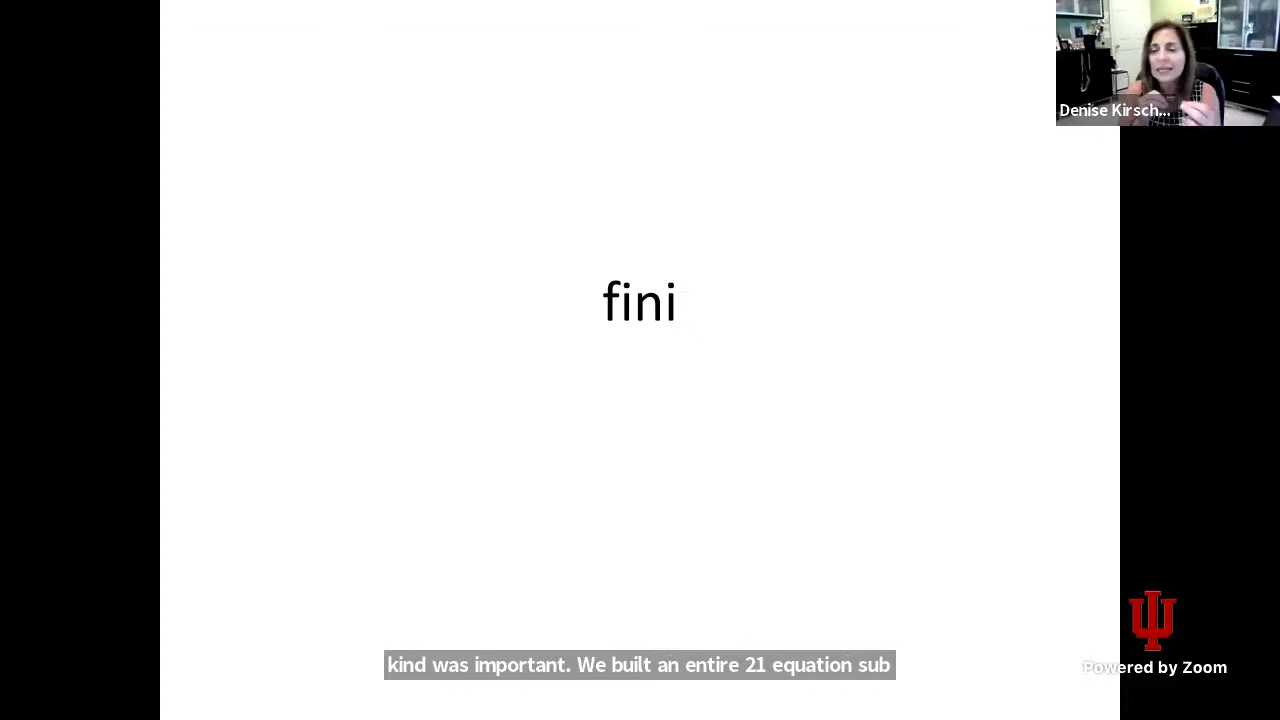 Denise Kirsch...
fini
kind was important. We built an entire 21 equation sub
Powered by Zoom